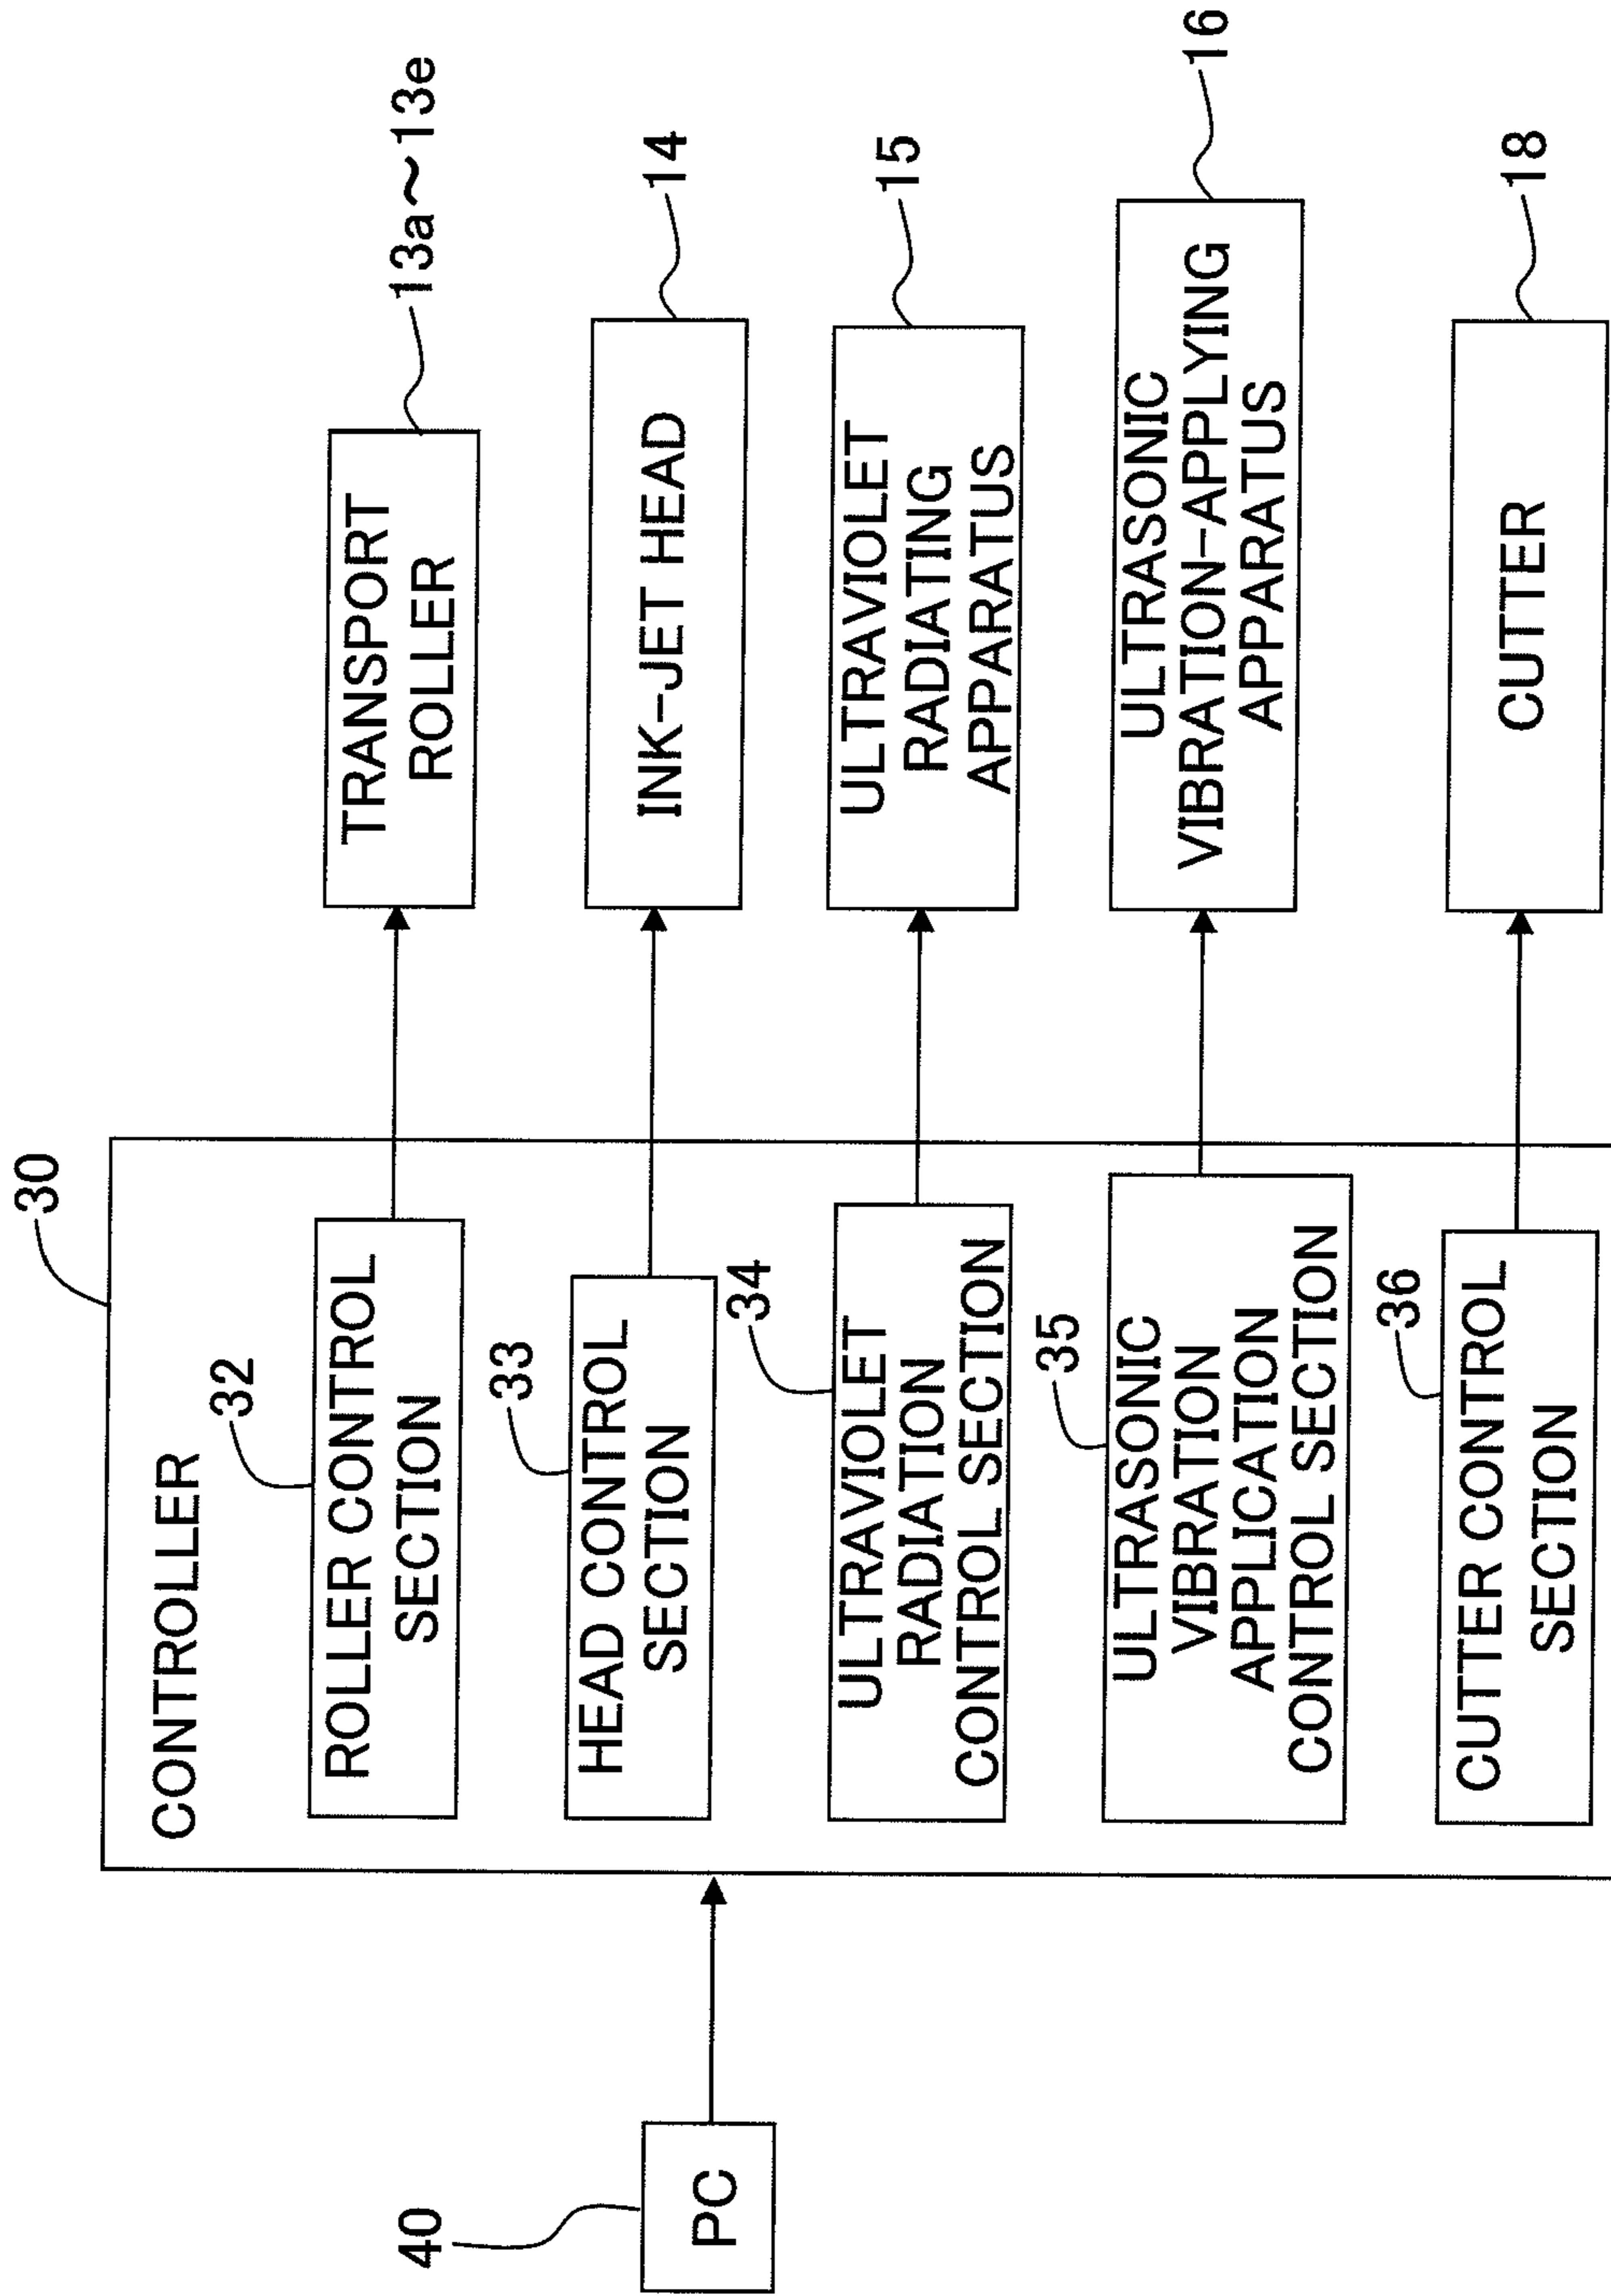 30
CONTROLLER
32
ROLLER CONTROL
SECTION
TRANSPORT
ROLLER
13a～13e
33
HEAD CONTROL
SECTION
INK-JET HEAD
14
34
ULTRAVIOLET
RADIATION
CONTROL SECTION
ULTRAVIOLET
RADIATING
APPARATUS
15
35
ULTRASONIC
VIBRATION
APPLICATION
CONTROL SECTION
ULTRASONIC
VIBRATION-APPLYING
APPARATUS
16
36
CUTTER CONTROL
SECTION
CUTTER
18
40
PC